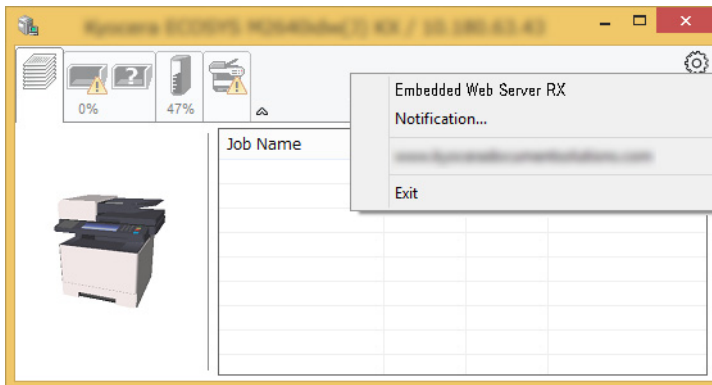 0%
47%
Job Name
Embedded Web Server RX
Notification...
Exit